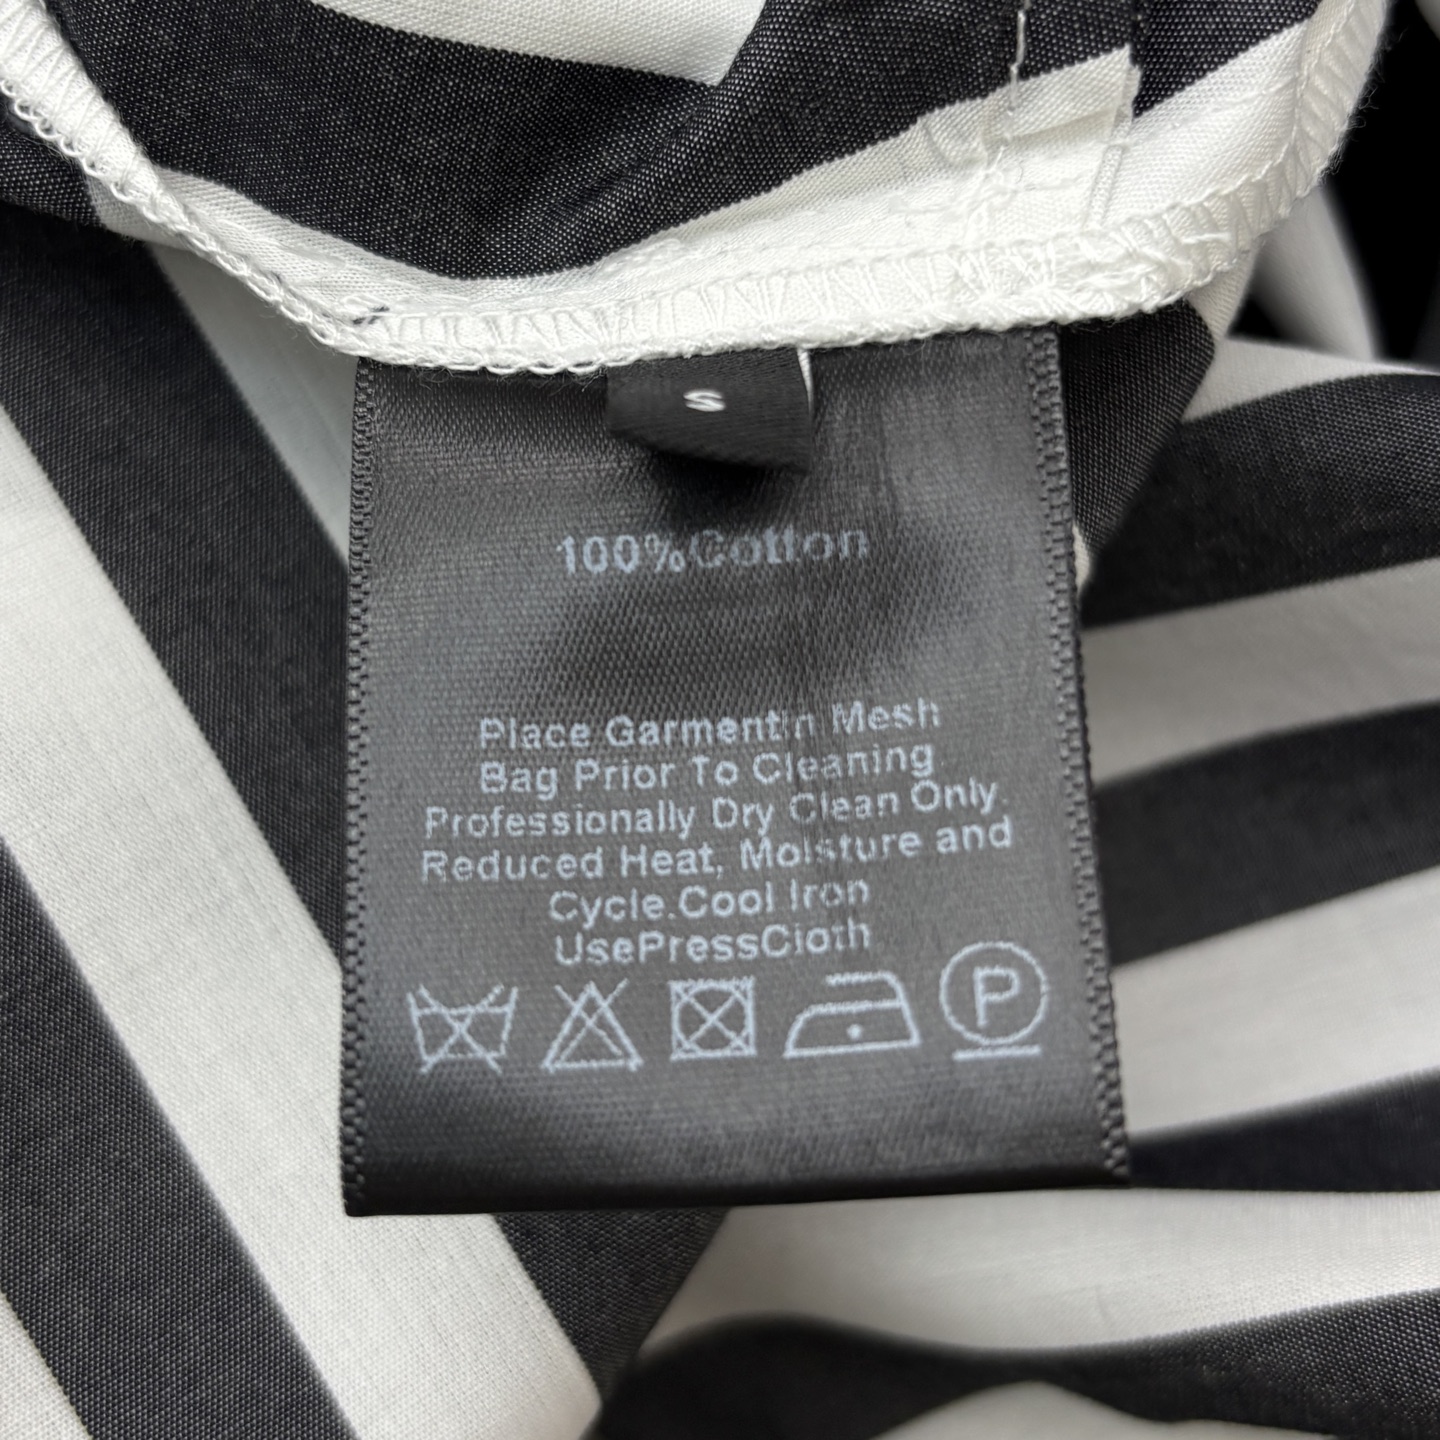 S
100%Cotton
Place Garmentin Mesh
Bag Prior To Cleaning.
Professionally Dry Clean Only.
Reduced Heat, Moisture and
Cycle.Cool Iron
UsePressCloth
P